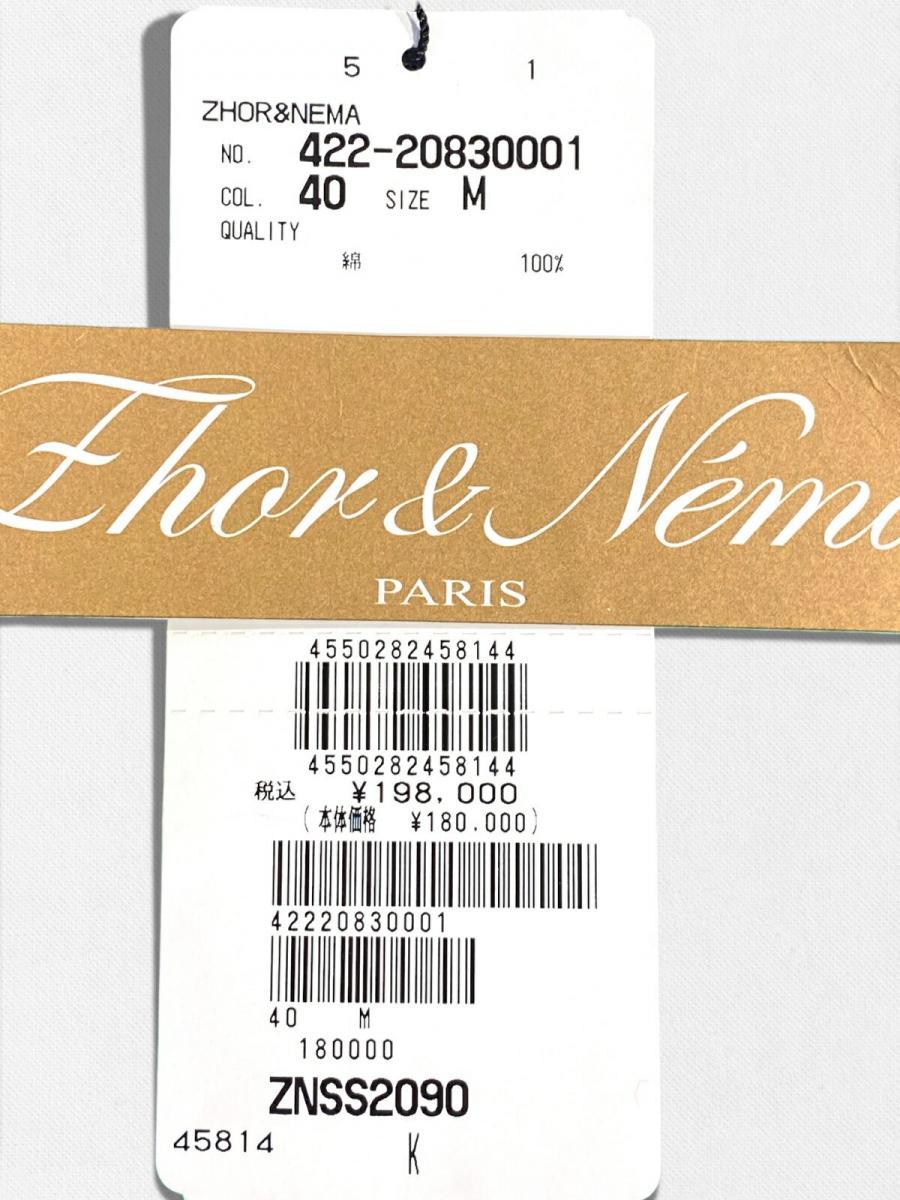 5 1
ZHOR&NEMA
NO. 422-20830001
COL. 40 SIZE M
QUALITY
綿 100%
Zhor & Néma
PARIS
4550282458144
4550282458144
税込 ¥198,000
(本体価格 ¥180.000)
42220830001
40 M
180000
ZNSS2090
45814 K